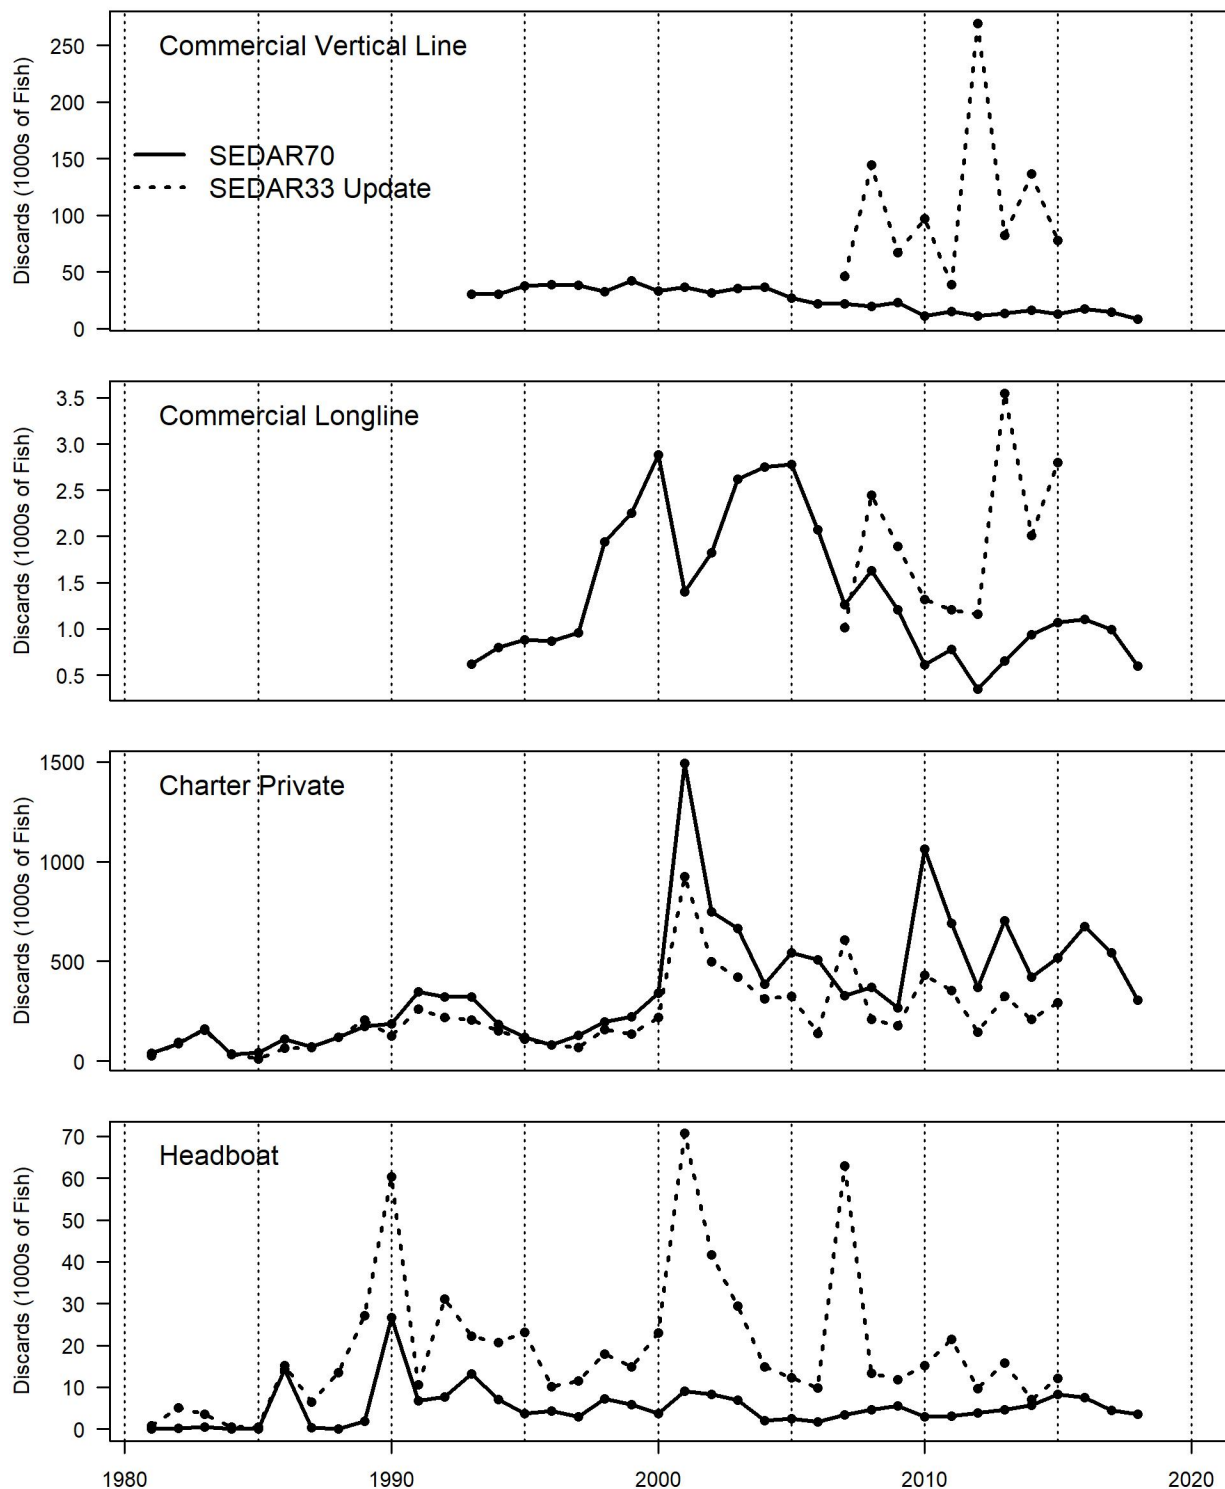 Commercial Vertical Line
SEDAR70
SEDAR33 Update
Discards (1000s of Fish)
250
200
150
100
50
0
Commercial Longline
Discards (1000s of Fish)
3.5
3.0
2.5
2.0
1.5
1.0
0.5
Charter Private
Discards (1000s of Fish)
1500
1000
500
0
Headboat
Discards (1000s of Fish)
70
60
50
40
30
20
10
0
1980 1990 2000 2010 2020